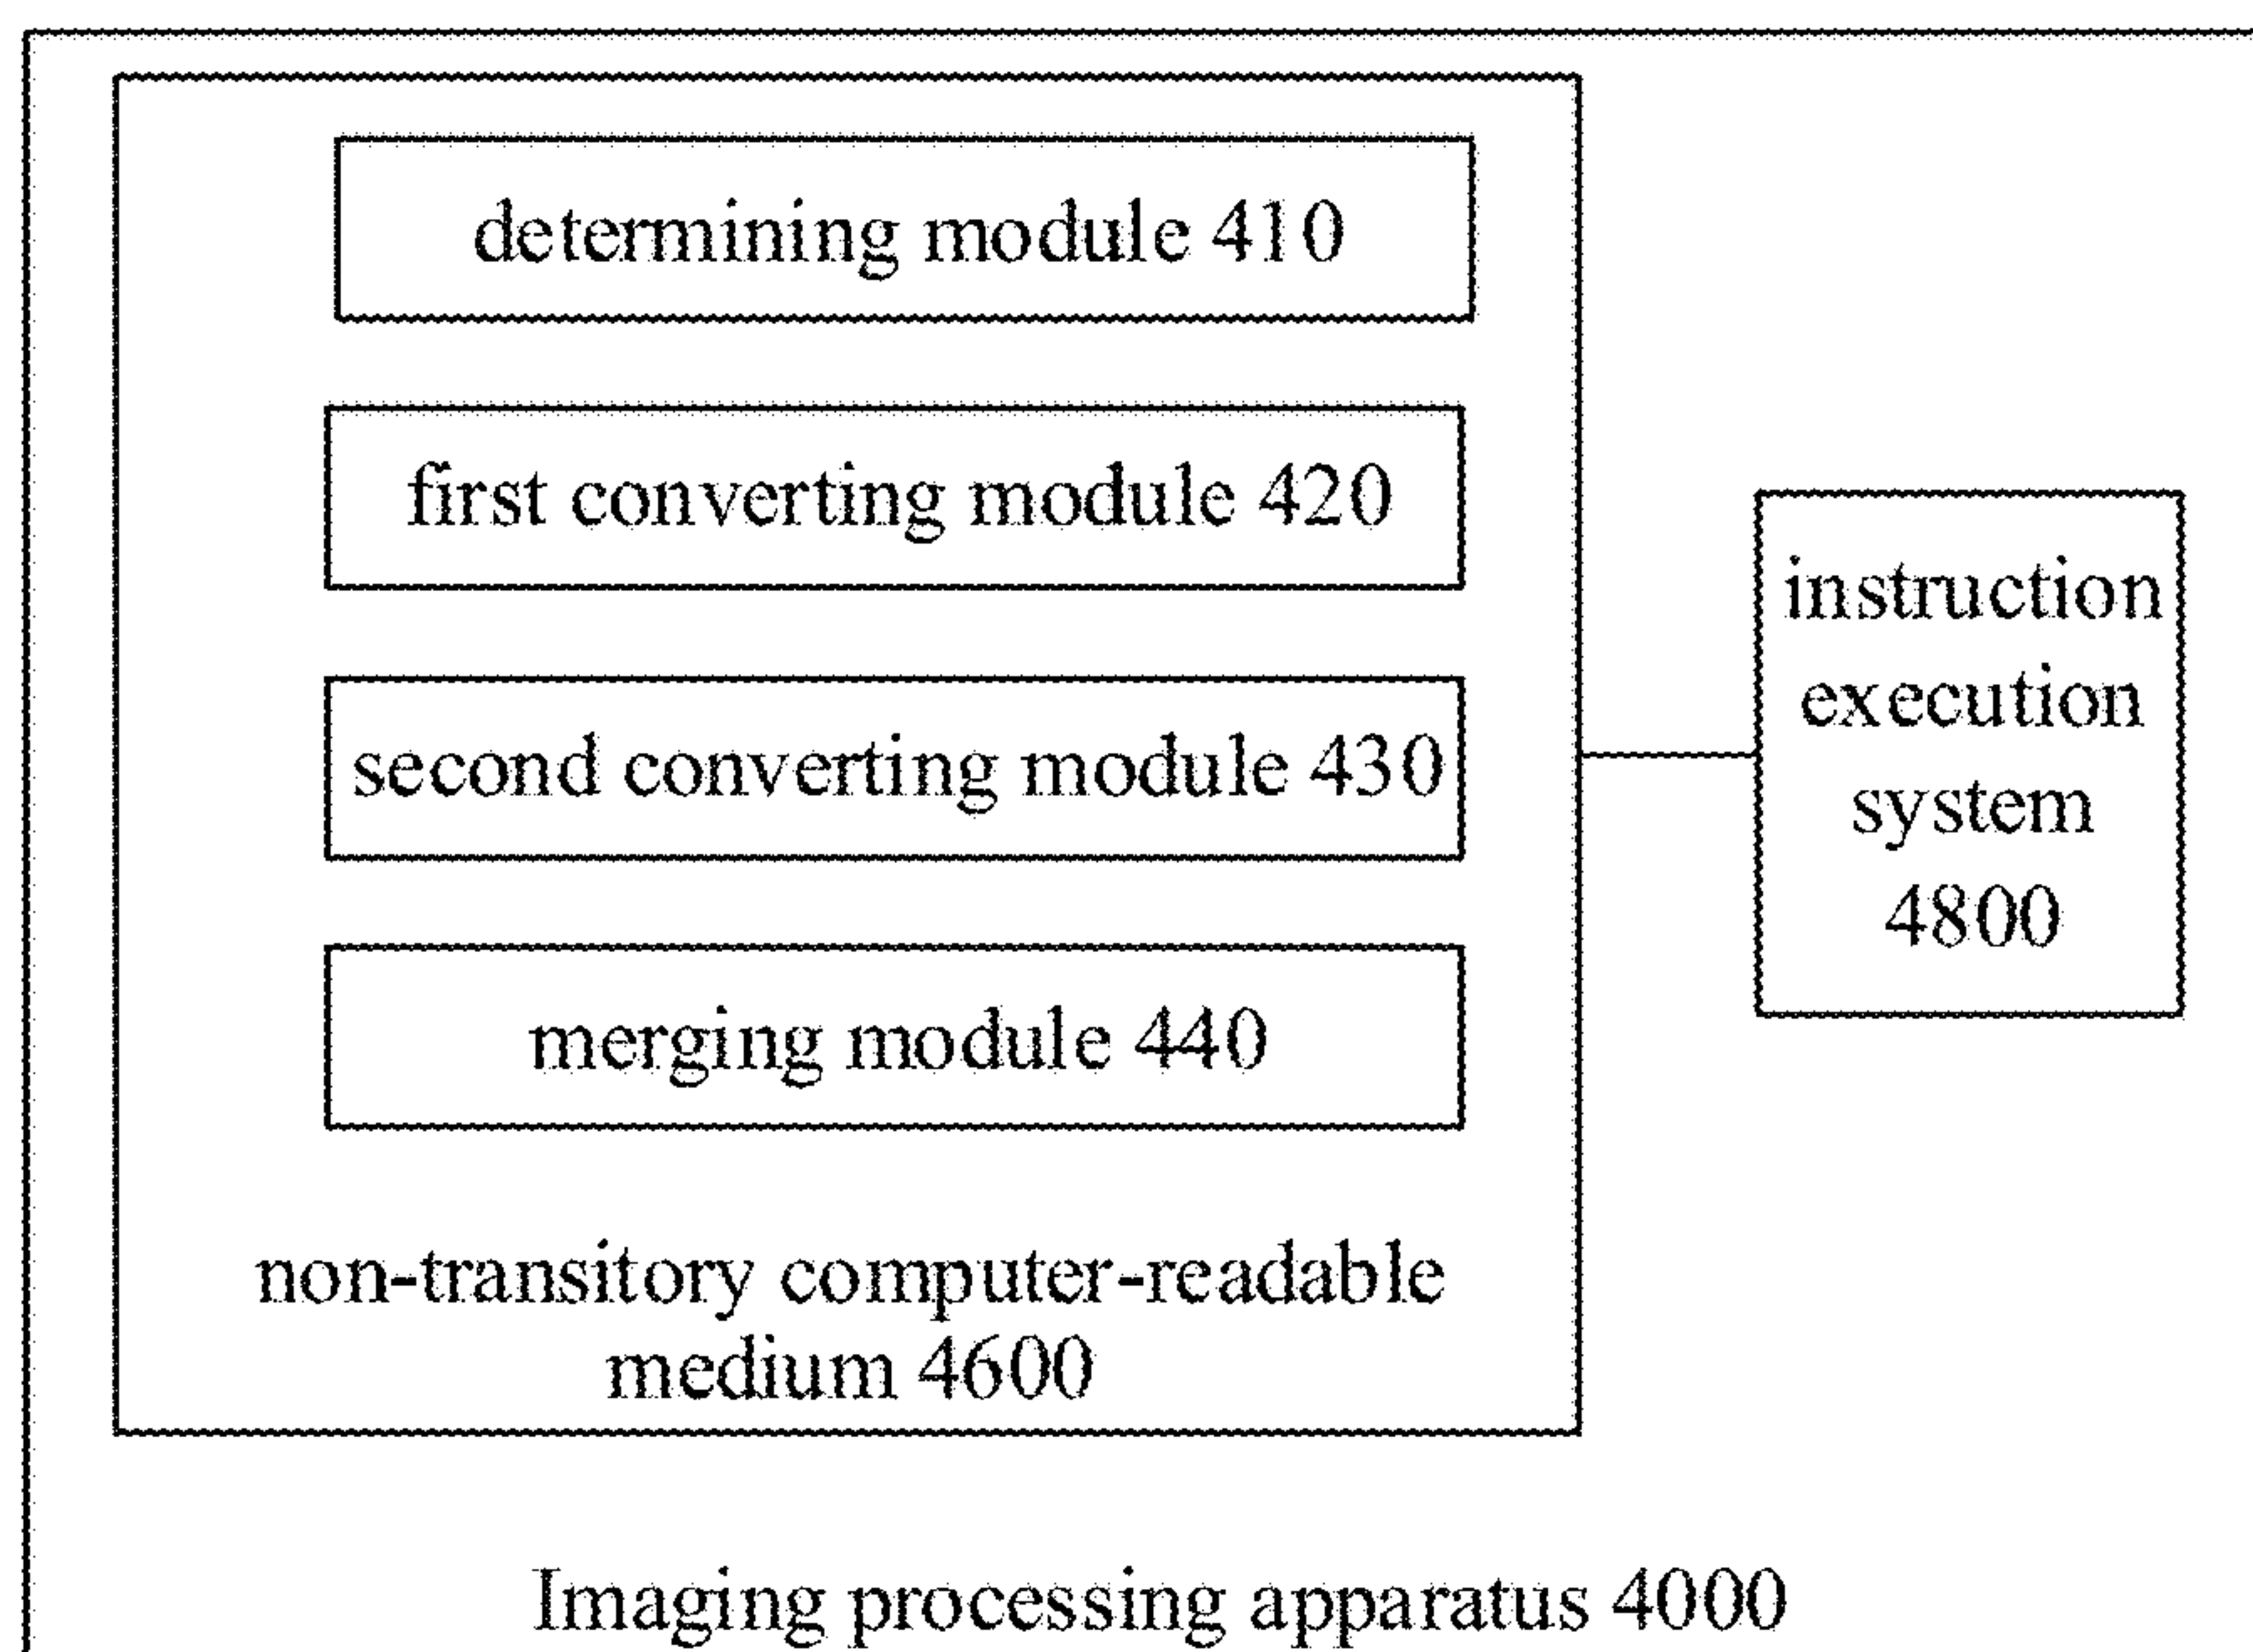 determining module 410
first converting module 420
second converting module 430
merging module 440
non-transitory computer-readable
medium 4600
instruction
execution
system
4800
Imaging processing apparatus 4000